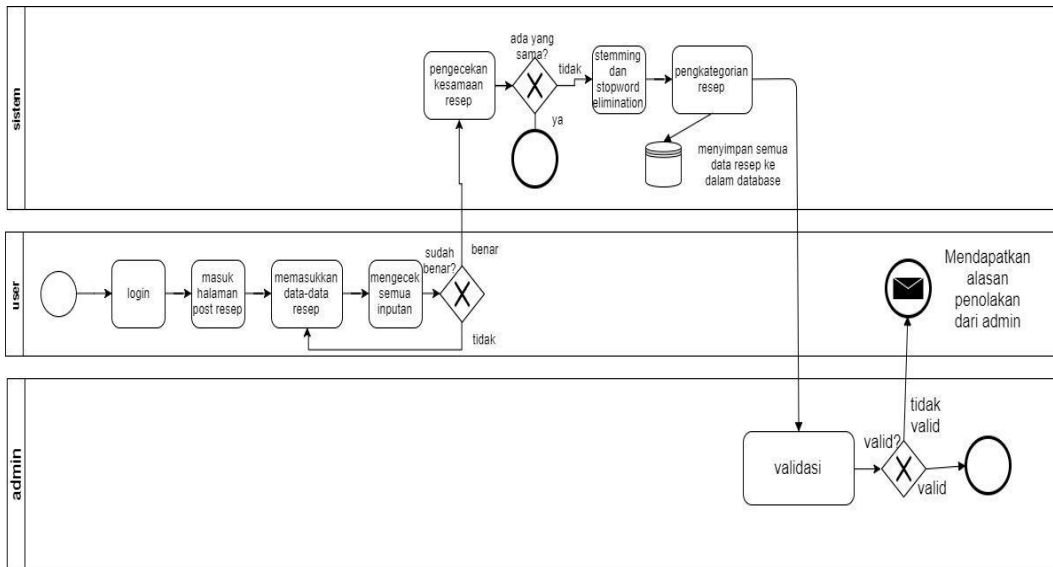 sistem
pengecekan
kesamaan
resep
ada yang
sama?
tidak
ya
stemming
dan
stopword
elimination
pengkategorian
resep
menyimpan semua
data resep ke
dalam database
user
login
masuk
halaman
post resep
memasukkan
data-data
resep
mengecek
semua
inputan
sudah
benar?
benar
tidak
Mendapatkan
alasan
penolakan
dari admin
admin
validasi
valid?
tidak
valid
valid